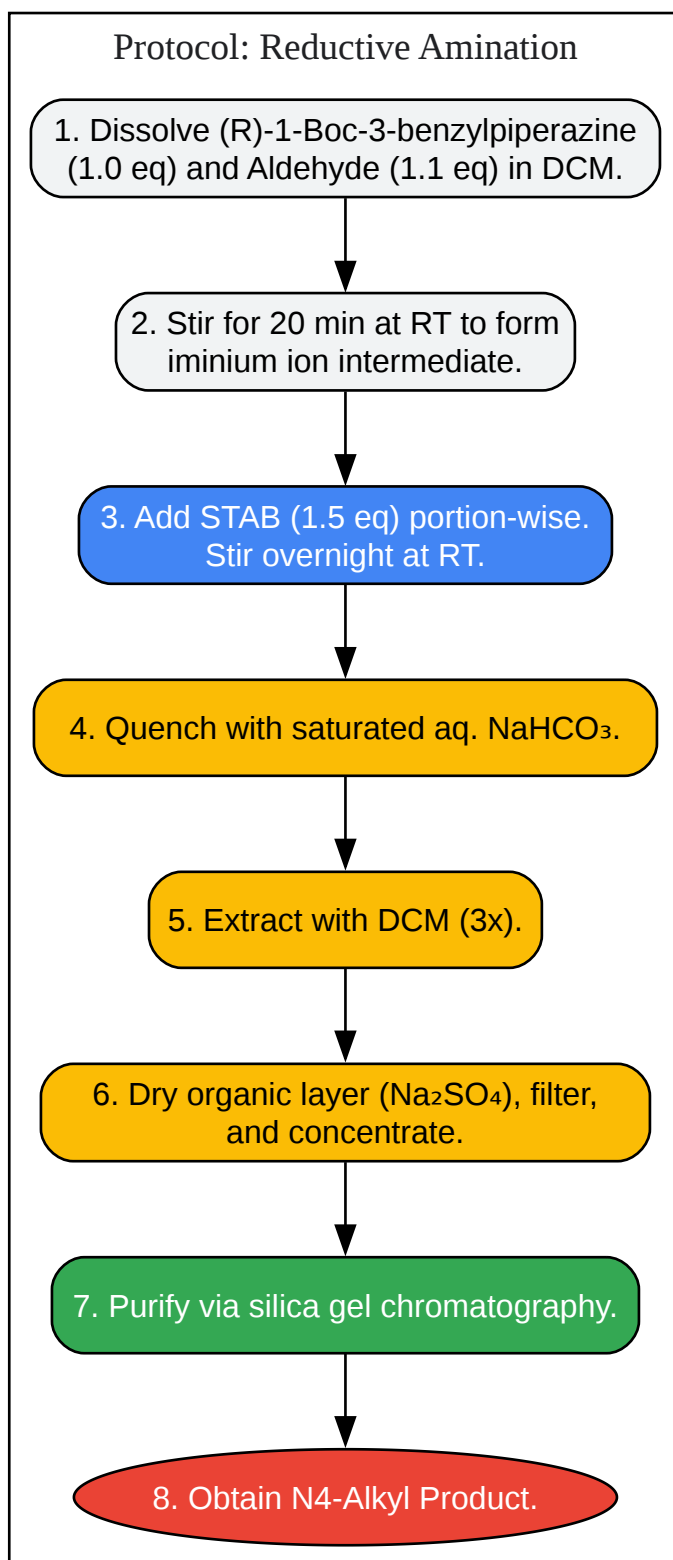 Protocol: Reductive Amination
1. Dissolve (R)-1-Boc-3-benzylpiperazine
(1.0 eq) and Aldehyde (1.1 eq) in DCM.
2. Stir for 20 min at RT to form
iminium ion intermediate.
3. Add STAB (1.5 eq) portion-wise.
Stir overnight at RT.
4. Quench with saturated aq. NaHCO₃.
5. Extract with DCM (3x).
6. Dry organic layer (Na₂SO₄), filter,
and concentrate.
7. Purify via silica gel chromatography.
8. Obtain N4-Alkyl Product.